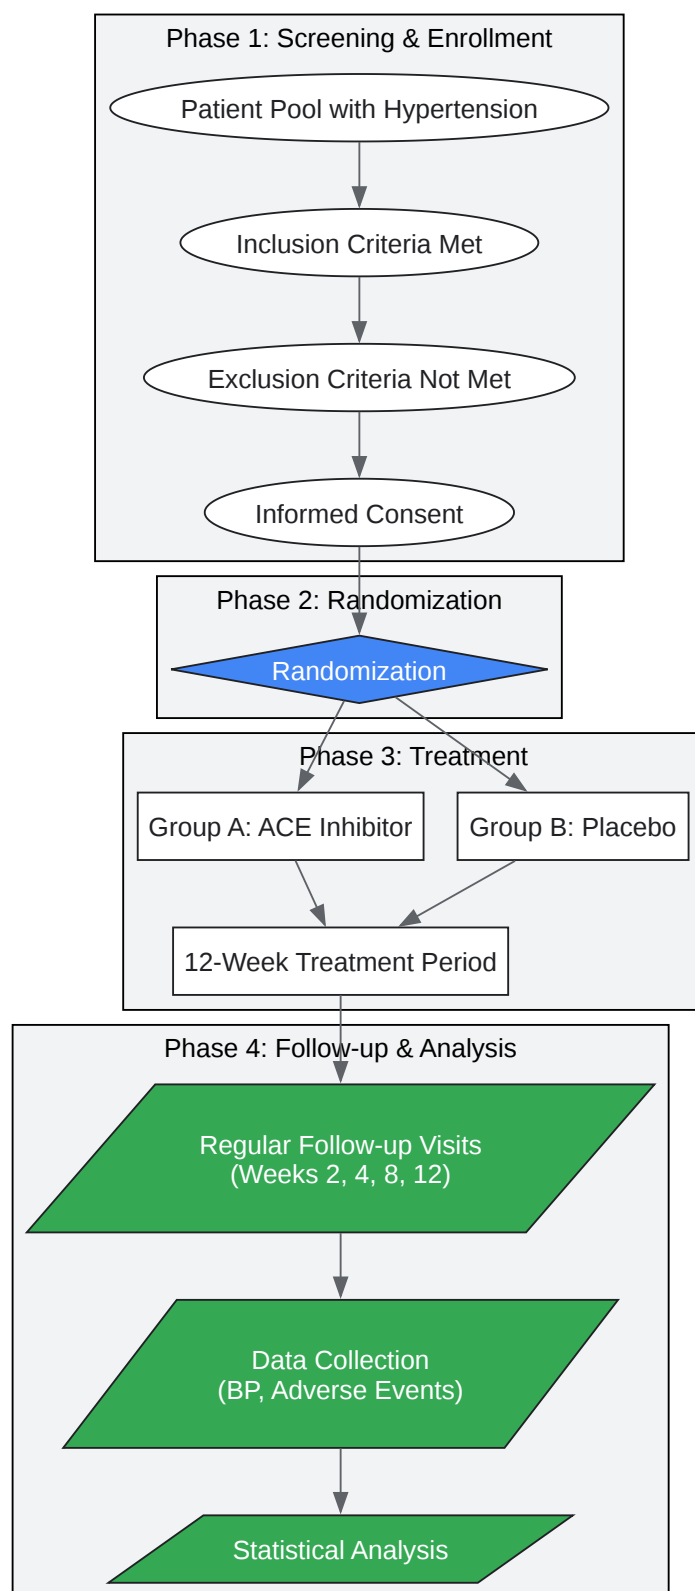 Phase 1: Screening & Enrollment
Patient Pool with Hypertension
Inclusion Criteria Met
Exclusion Criteria Not Met
Informed Consent
Phase 2: Randomization
Randomization
Phase 3: Treatment
Group A: ACE Inhibitor
Group B: Placebo
12-Week Treatment Period
Phase 4: Follow-up & Analysis
Regular Follow-up Visits
(Weeks 2, 4, 8, 12)
Data Collection
(BP, Adverse Events)
Statistical Analysis